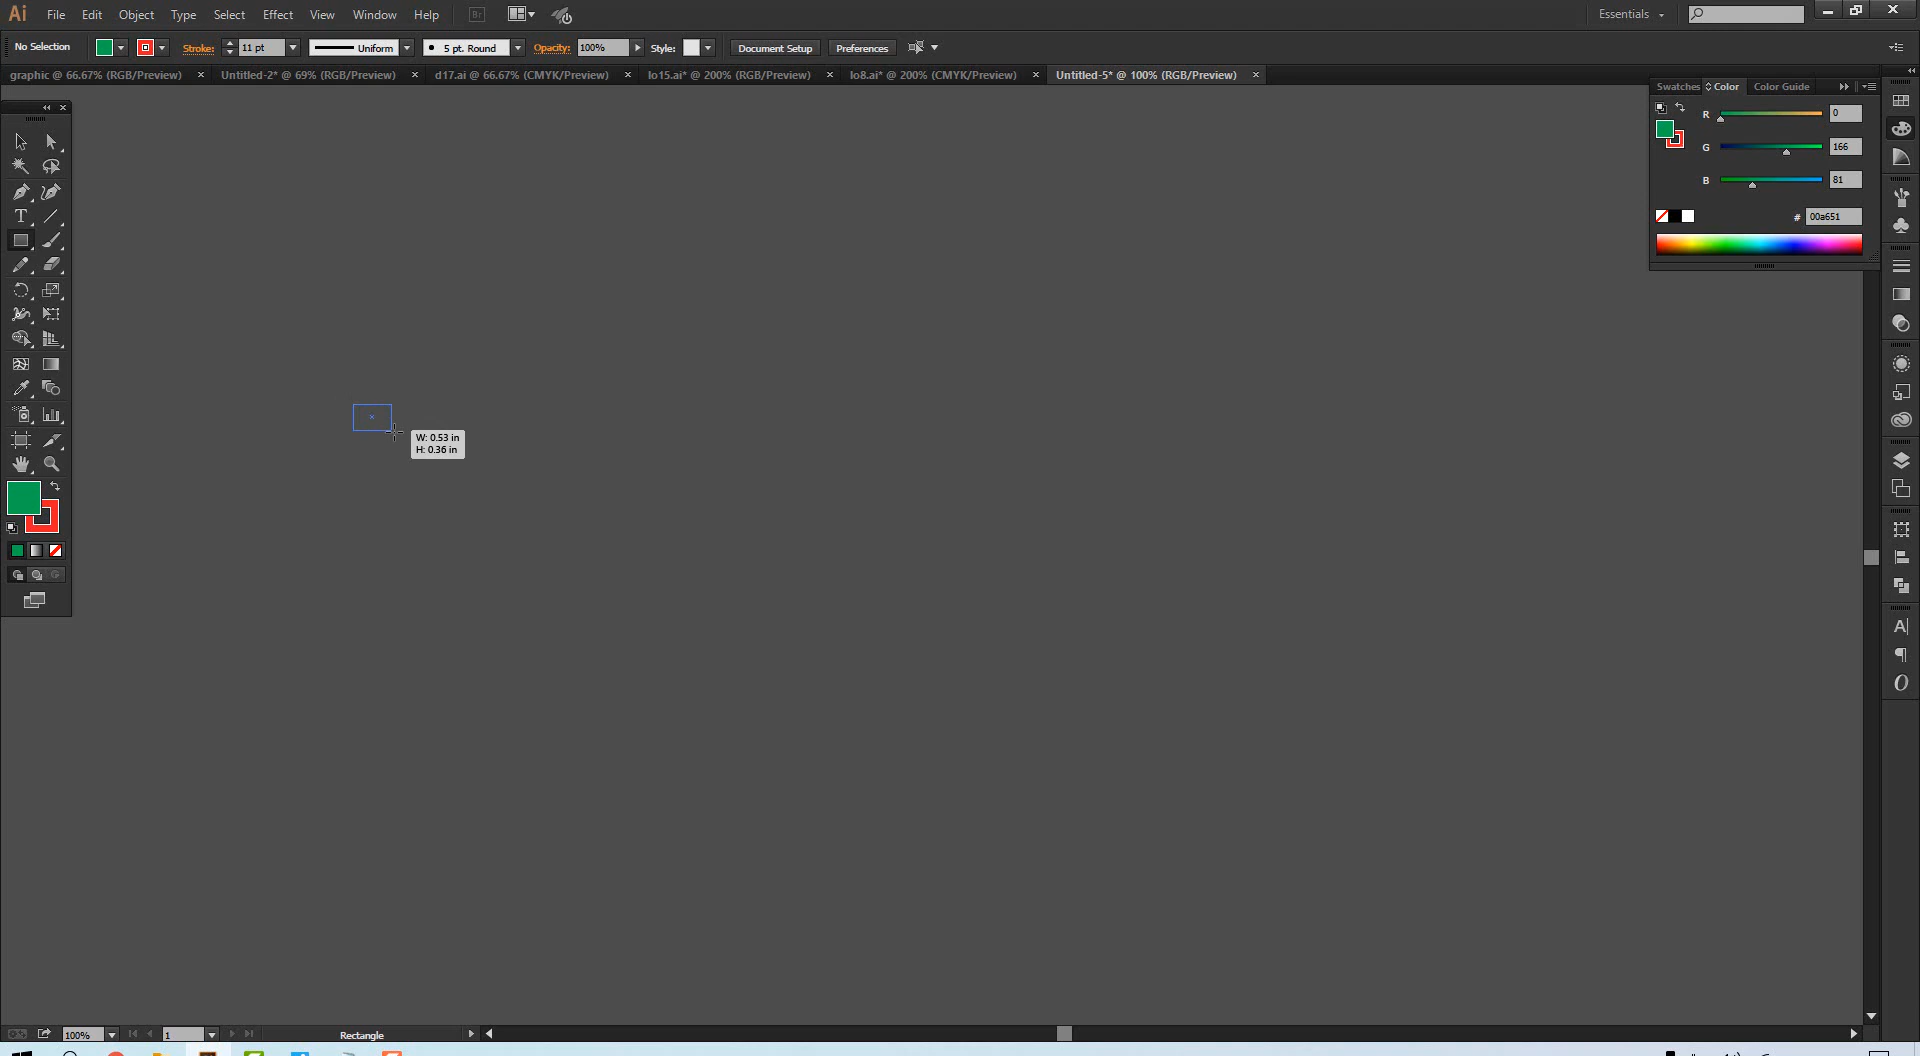 Ai File Edit Object Type Select Effect View Window Help Br Essentials
No Selection Stroke: 11 pt Uniform 5 pt. Round Opacity: 100% Style: Document Setup Preferences
graphic @ 66.67% (RGB/Preview) Untitled-2* @ 69% (RGB/Preview) d17.ai @ 66.67% (CMYK/Preview) lo15.ai* @ 200% (RGB/Preview) lo8.ai* @ 200% (CMYK/Preview) Untitled-5* @ 100% (RGB/Preview)
Swatches Color Color Guide
R 0
G 166
B 81
# 00a651
W: 0.53 in
H: 0.36 in
100% 1 Rectangle